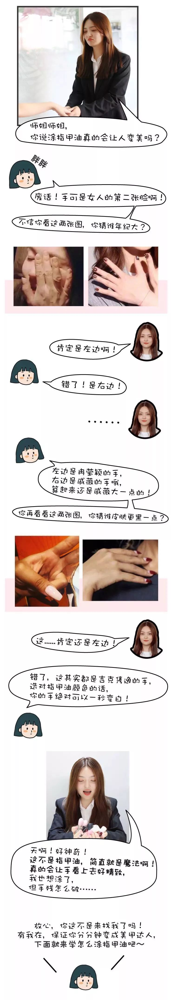 师姐师姐，
你说涂指甲油真的会让人变美吗？
胖胖
废话！手可是女人的第二张脸啊！
不信你看这两张图，你猜谁年纪大？
肯定是左边啊！
错了！是右边！
......
左边是冉莹颖的手，
右边是戚薇的手哦，
算起来还是戚薇大一点的！
你再看看这两张图，你猜谁皮肤更黑一点？
这......肯定还是左边！
错了，这其实都是吉克隽逸的手，
选对指甲油颜色的话，
你的手绝对可以一秒变白！
天啊！好神奇！
这不是指甲油，简直就是魔法啊！
真的会让手看上去好精致，
我也想涂了，
但手残怎么破……
放心，你这不是来找我了吗！
有我在，保证你分分钟变成美甲达人，
下面就来学怎么涂指甲油吧～